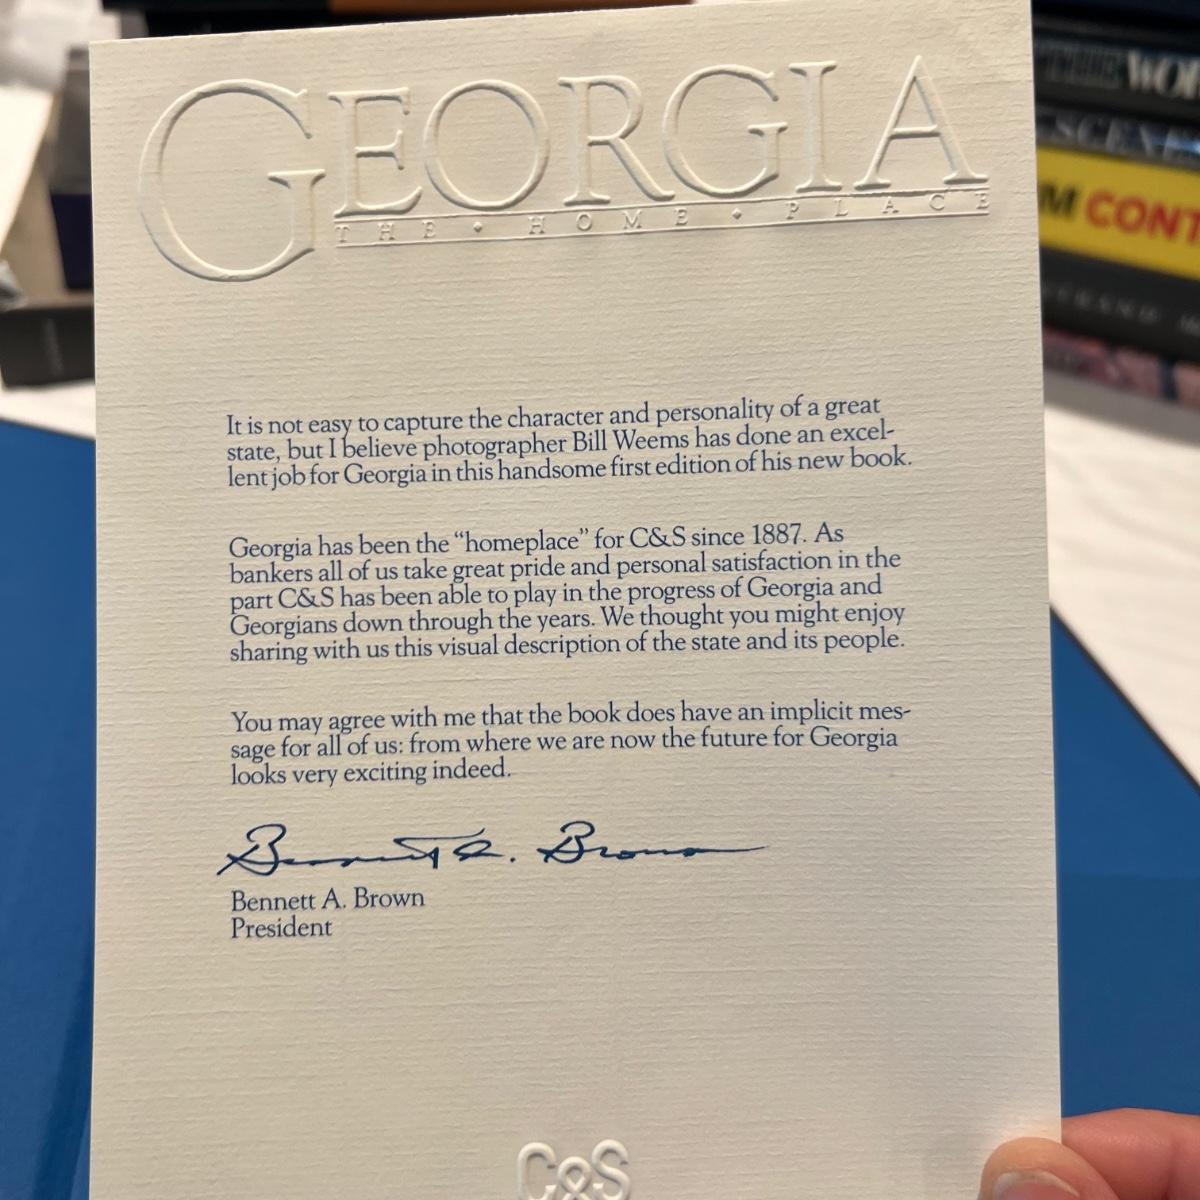 GEORGIA
THE • HOME • PLACE
It is not easy to capture the character and personality of a great
state, but I believe photographer Bill Weems has done an excel-
lent job for Georgia in this handsome first edition of his new book.
Georgia has been the “homeplace” for C&S since 1887. As
bankers all of us take great pride and personal satisfaction in the
part C&S has been able to play in the progress of Georgia and
Georgians down through the years. We thought you might enjoy
sharing with us this visual description of the state and its people.
You may agree with me that the book does have an implicit mes-
sage for all of us: from where we are now the future for Georgia
looks very exciting indeed.
Bennett A. Brown
Bennett A. Brown
President
C&S
CONT